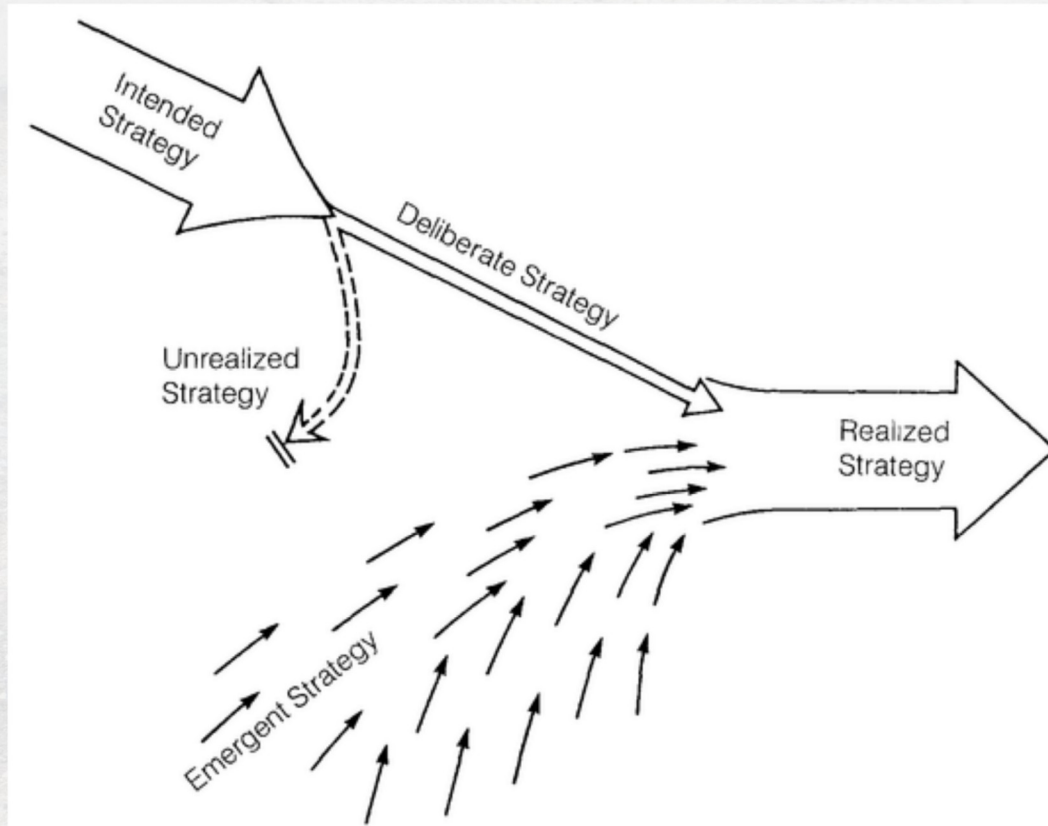 Intended
Strategy
Deliberate Strategy
Unrealized
Strategy
Realized
Strategy
Emergent Strategy